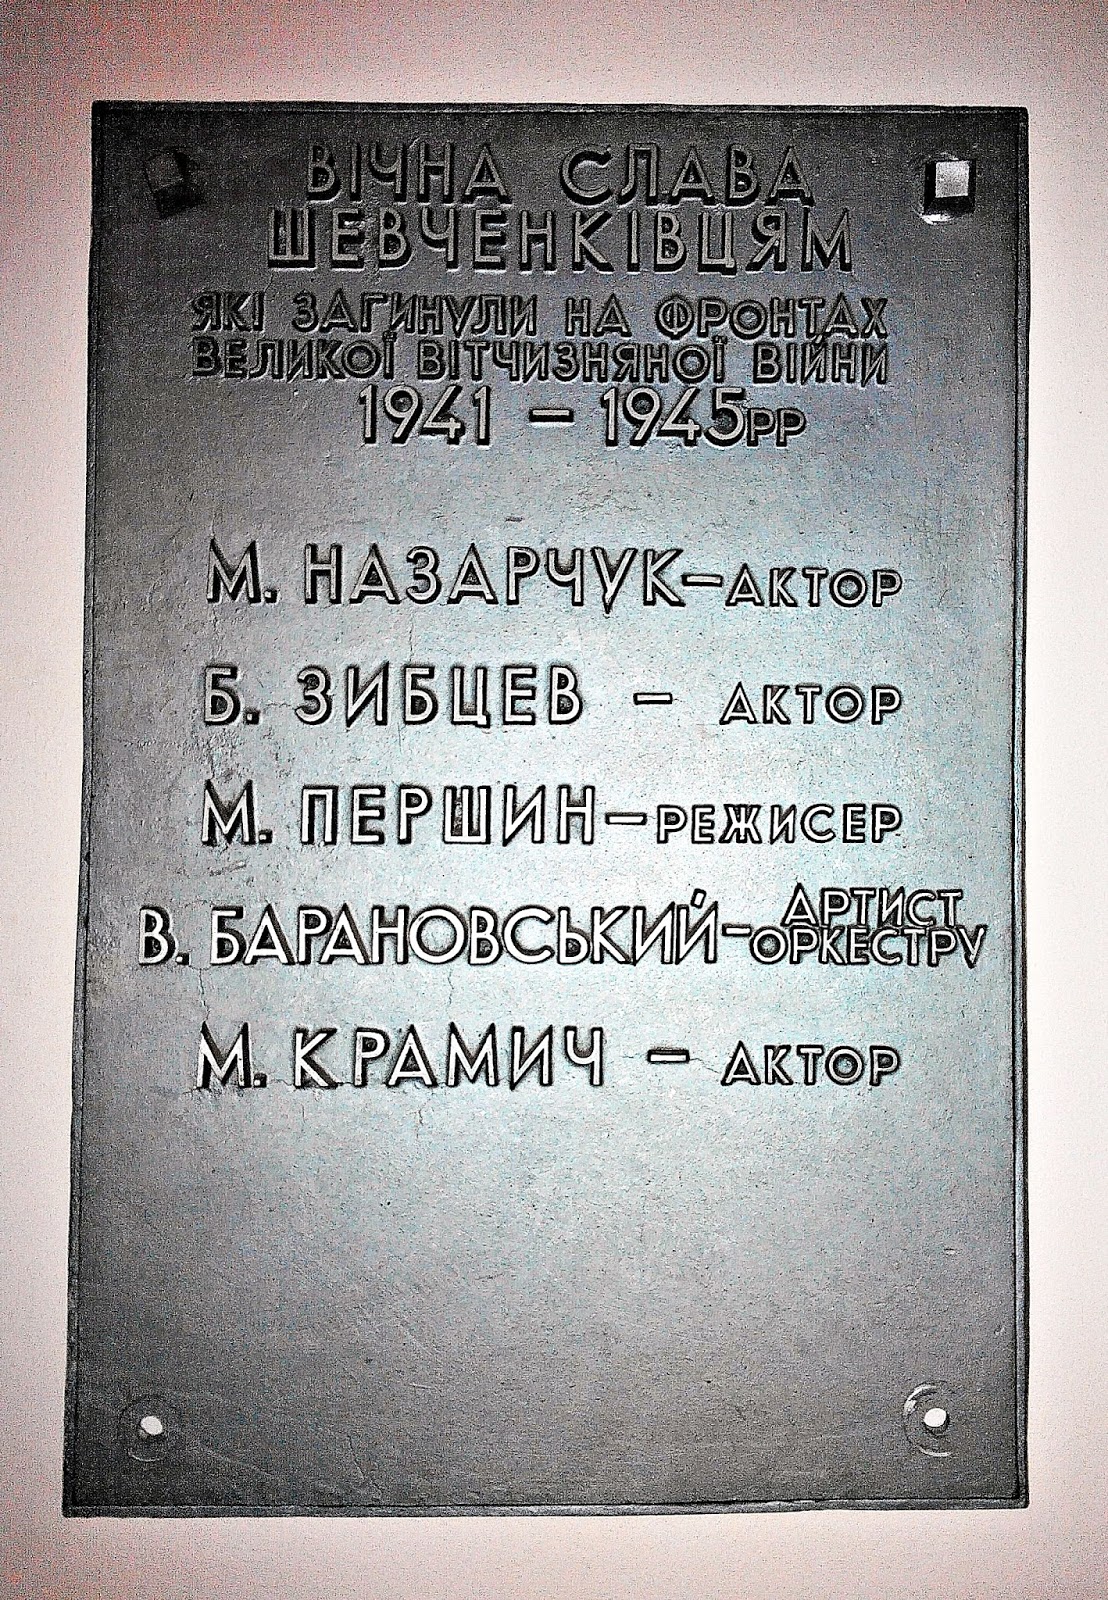 ВІЧНА СЛАВА
ШЕВЧЕНКІВЦЯМ
ЯКІ ЗАГИНУЛИ НА ФРОНТАХ
ВЕЛИКОЇ ВІТЧИЗНЯНОЇ ВІЙНИ
1941 – 1945РР
М. НАЗАРЧУК – АКТОР
Б. ЗИБЦЕВ – АКТОР
М. ПЕРШИН – РЕЖИСЕР
В. БАРАНОВСЬКИЙ – АРТИСТ
ОРКЕСТРУ
М. КРАМИЧ – АКТОР